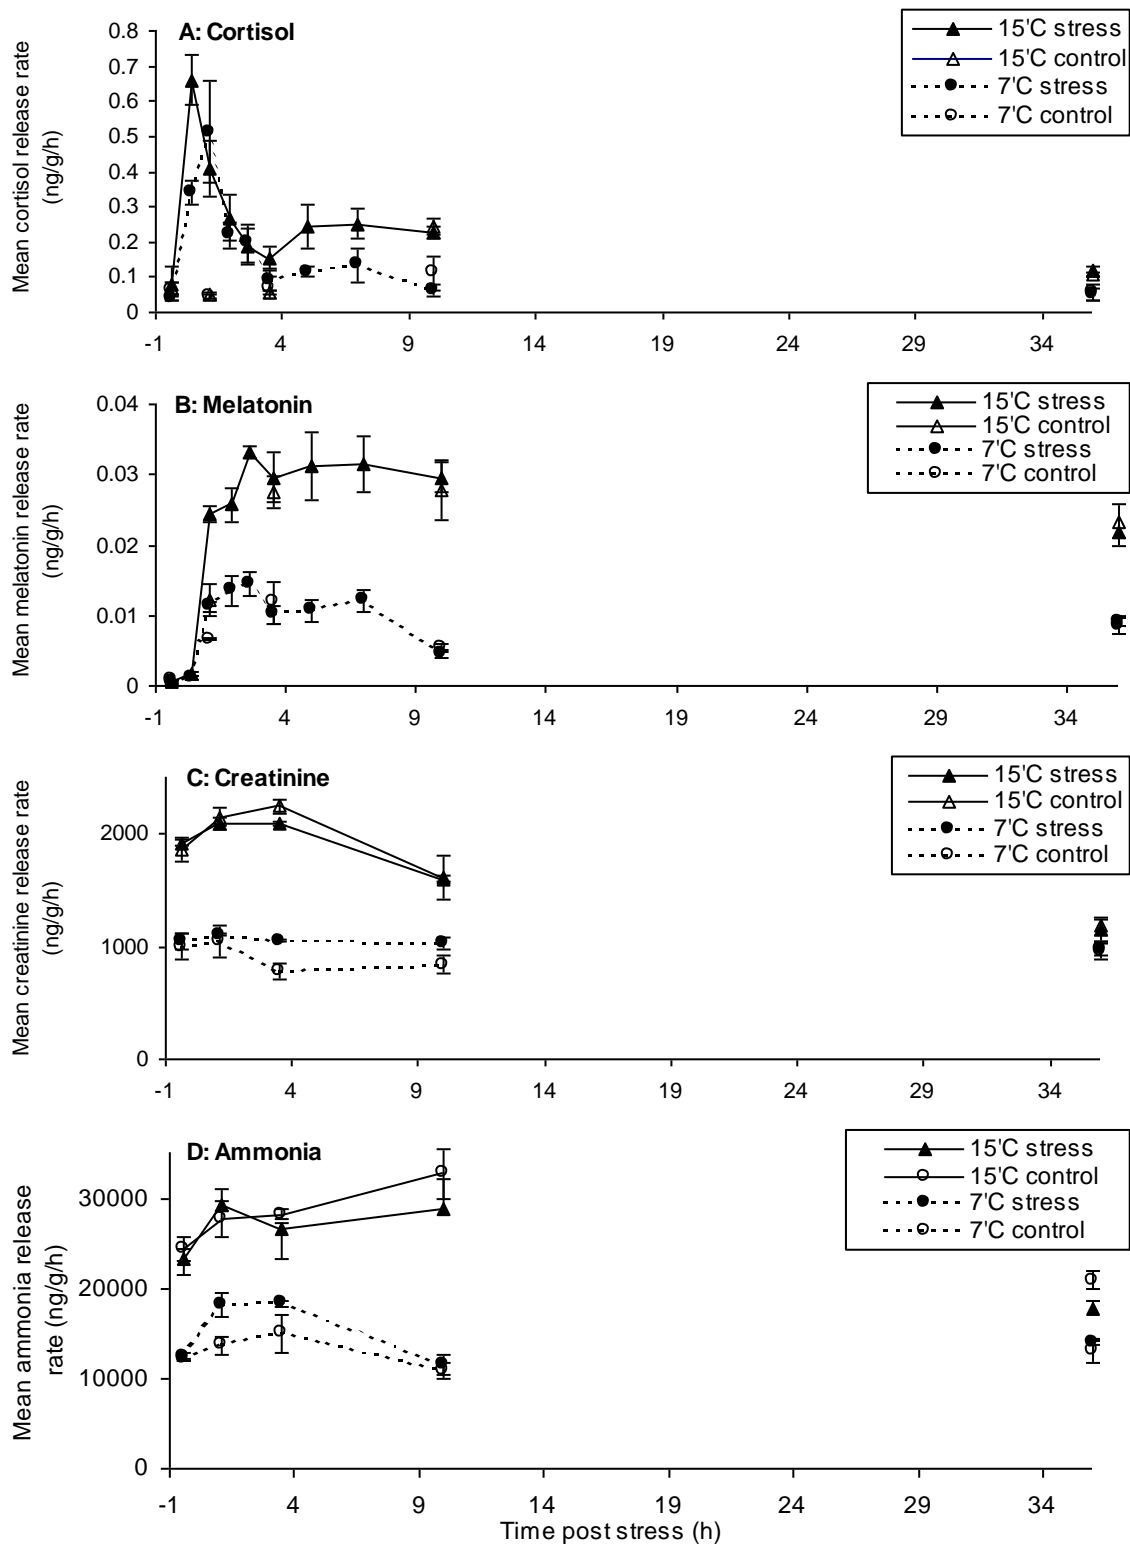 A: Cortisol
Mean cortisol release rate
(ng/g/h)
0.8
0.7
0.6
0.5
0.4
0.3
0.2
0.1
0
-1 4 9 14 19 24 29 34
15'C stress
15'C control
7'C stress
7'C control
B: Melatonin
Mean melatonin release rate
(ng/g/h)
0.04
0.03
0.02
0.01
0
-1 4 9 14 19 24 29 34
15'C stress
15'C control
7'C stress
7'C control
C: Creatinine
Mean creatinine release rate
(ng/g/h)
2000
1000
0
-1 4 9 14 19 24 29 34
15'C stress
15'C control
7'C stress
7'C control
D: Ammonia
Mean ammonia release
rate (ng/g/h)
30000
20000
10000
0
-1 4 9 14 19 24 29 34
15'C stress
15'C control
7'C stress
7'C control
Time post stress (h)